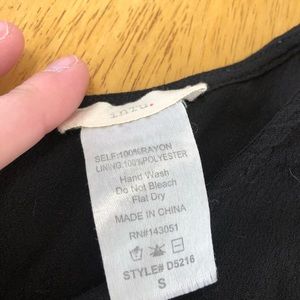 SELF:100%RAYON
LINING:100%POLYESTER
Hand Wash
Do Not Bleach
Flat Dry
MADE IN CHINA
RN#143051
STYLE# D5216
S